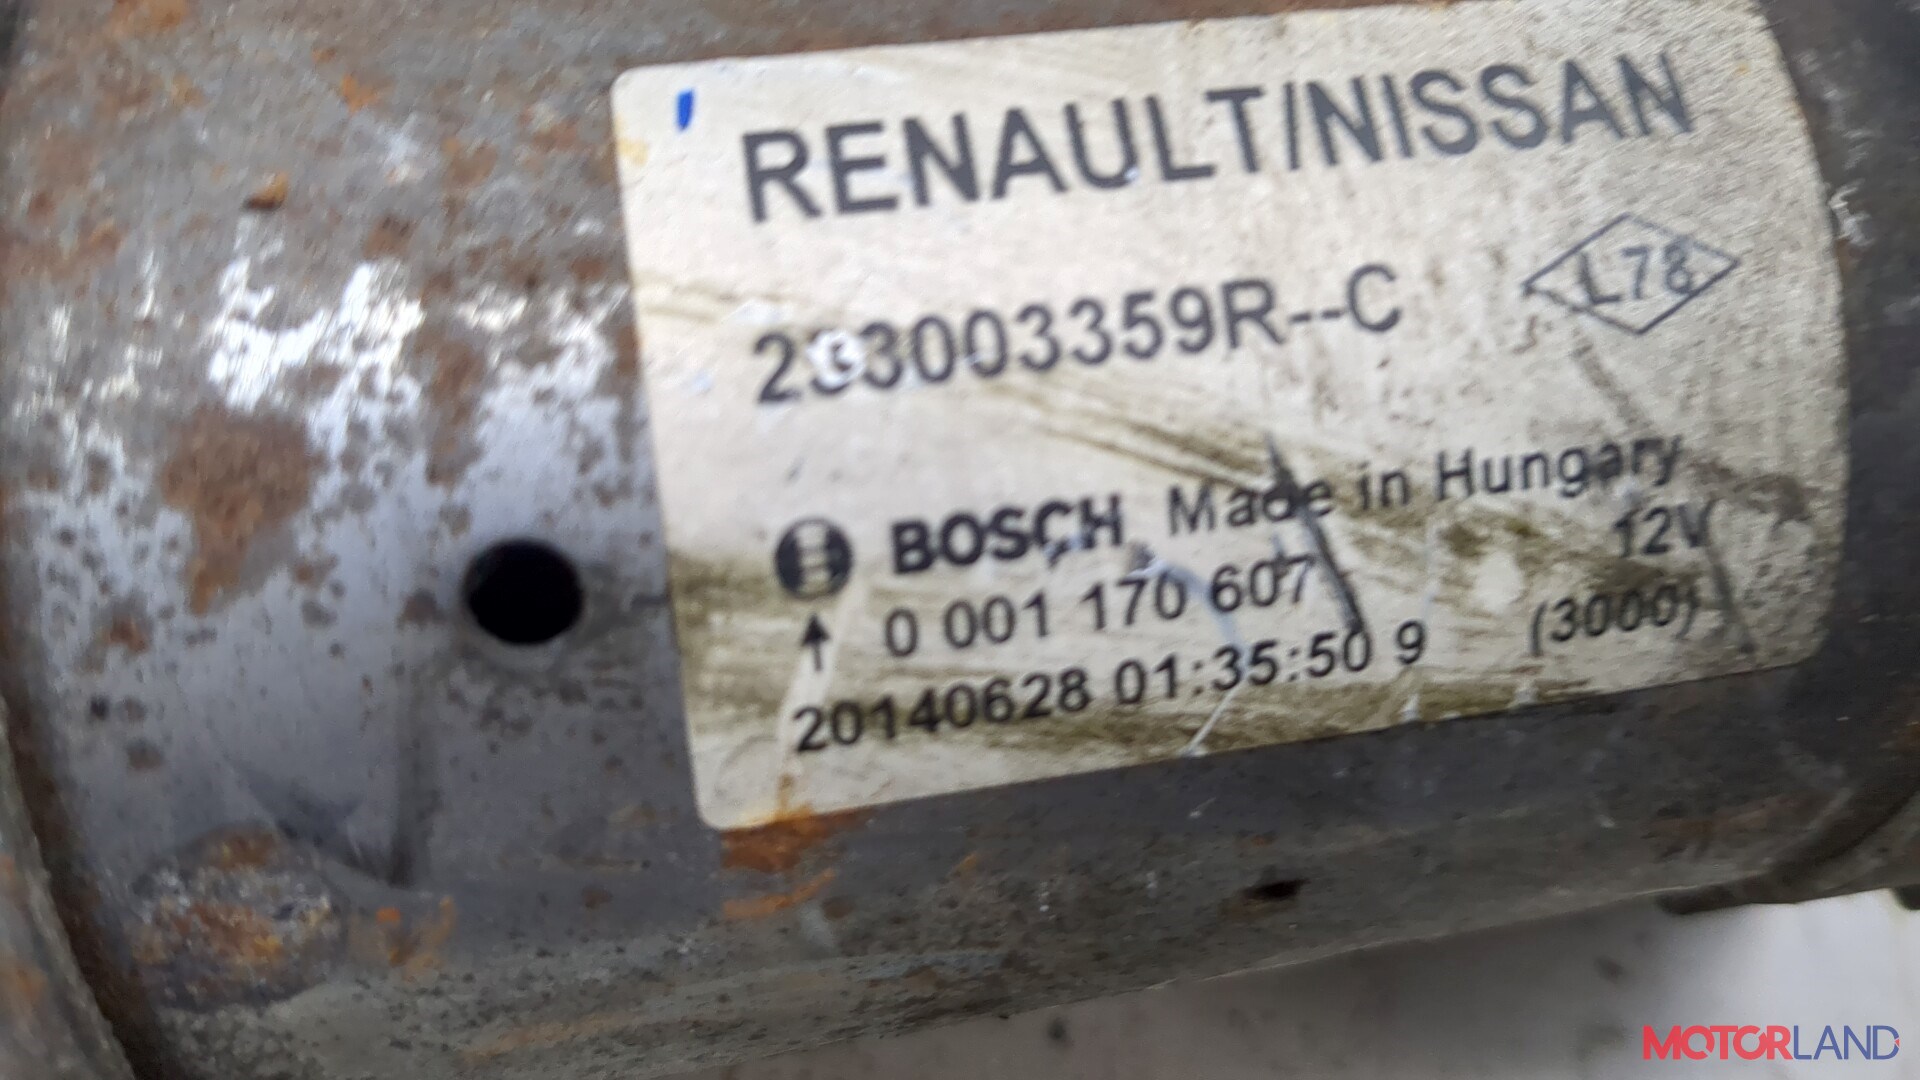 RENAULT/NISSAN
233003359R--C
L78
BOSCH Made in Hungary
12V
0 001 170 607
(3000)
20140628 01:35:50 9
MOTORLAND